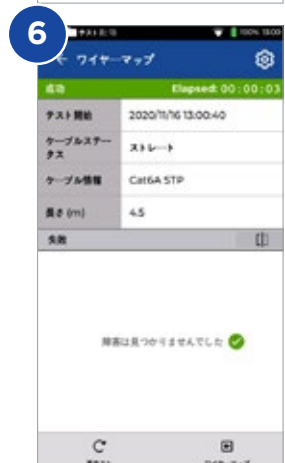 6
100% 13:00
← ワイヤーマップ
成功 Elapsed: 00:00:03
テスト開始 2020/11/16 13:00:40
ケーブルステー
タス ストレート
ケーブル情報 Cat6A STP
長さ (m) 4.5
失敗
障害は見つかりませんでした